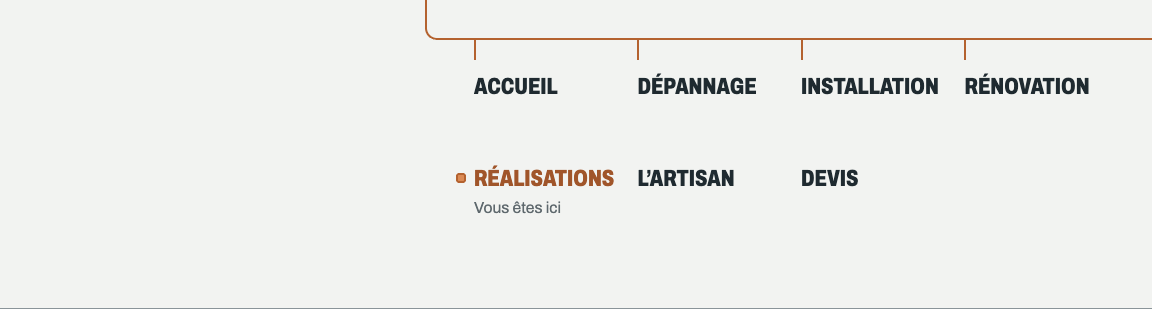 ACCUEIL DÉPANNAGE INSTALLATION RÉNOVATION
RÉALISATIONS L’ARTISAN DEVIS
Vous êtes ici